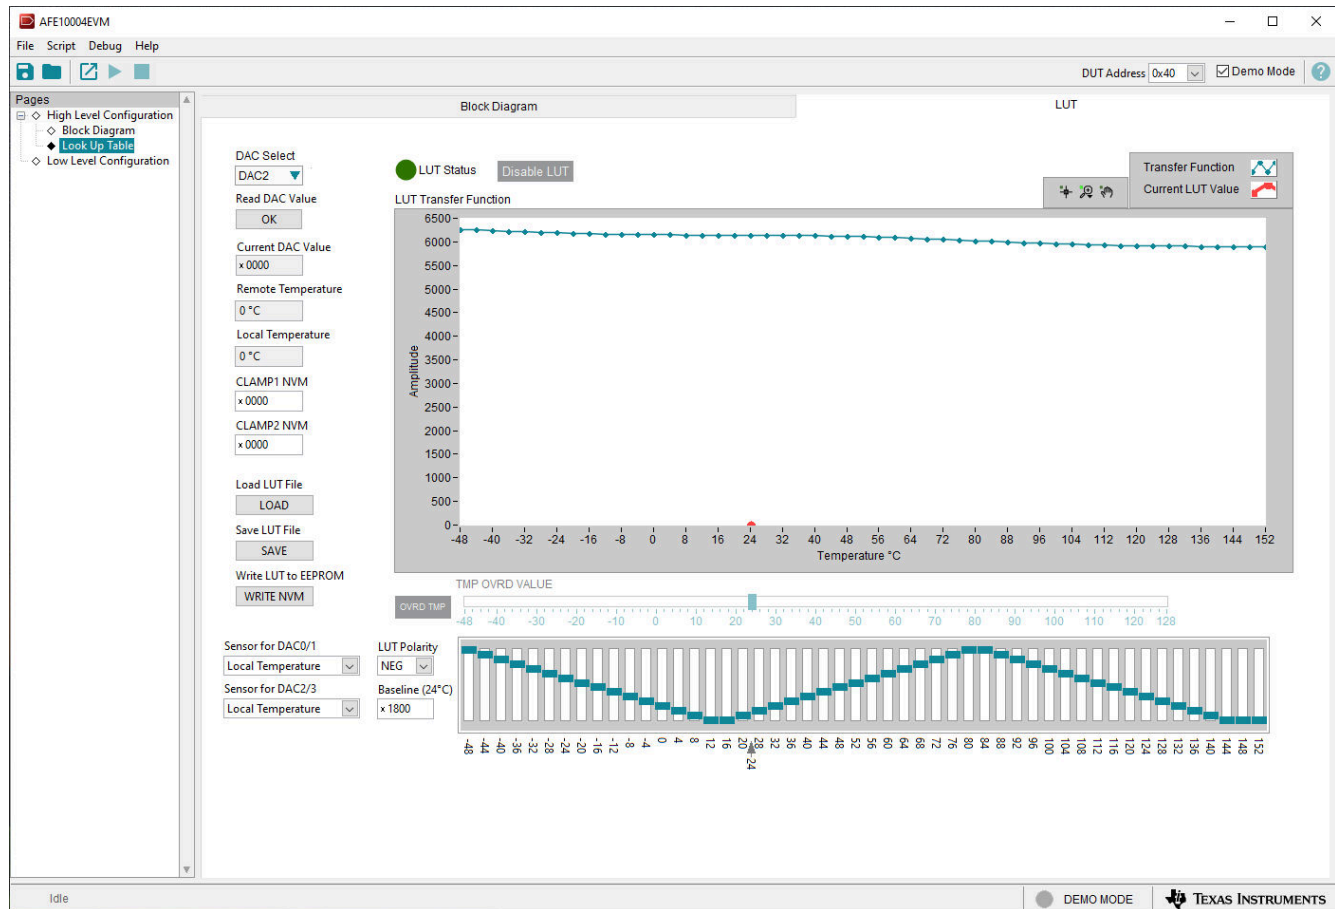 AFE10004EVM
File Script Debug Help
DUT Address 0x40 Demo Mode ?
Pages
High Level Configuration
Block Diagram
Look Up Table
Low Level Configuration
Block Diagram
LUT
DAC Select
DAC2
Read DAC Value
OK
Current DAC Value
x 0000
Remote Temperature
0 °C
Local Temperature
0 °C
CLAMP1 NVM
x 0000
CLAMP2 NVM
x 0000
Load LUT File
LOAD
Save LUT File
SAVE
Write LUT to EEPROM
WRITE NVM
LUT Status
Disable LUT
Transfer Function
Current LUT Value
LUT Transfer Function
6500
6000
5500
5000
4500
4000
3500
3000
2500
2000
1500
1000
500
0
Amplitude
-48 -40 -32 -24 -16 -8 0 8 16 24 32 40 48 56 64 72 80 88 96 104 112 120 128 136 144 152
Temperature °C
TMP OVRD VALUE
OVRD TMP
-48 -40 -30 -20 -10 0 10 20 30 40 50 60 70 80 90 100 110 120 128
Sensor for DAC0/1
Local Temperature
Sensor for DAC2/3
Local Temperature
LUT Polarity
NEG
Baseline (24°C)
x 1800
-48 -44 -40 -36 -32 -28 -24 -20 -16 -12 -8 -4 0 4 8 12 16 20 28 32 36 40 44 48 52 56 60 64 68 72 76 80 84 88 92 96 100 104 108 112 116 120 124 128 132 136 140 144 148 152
24
Idle
DEMO MODE
TEXAS INSTRUMENTS